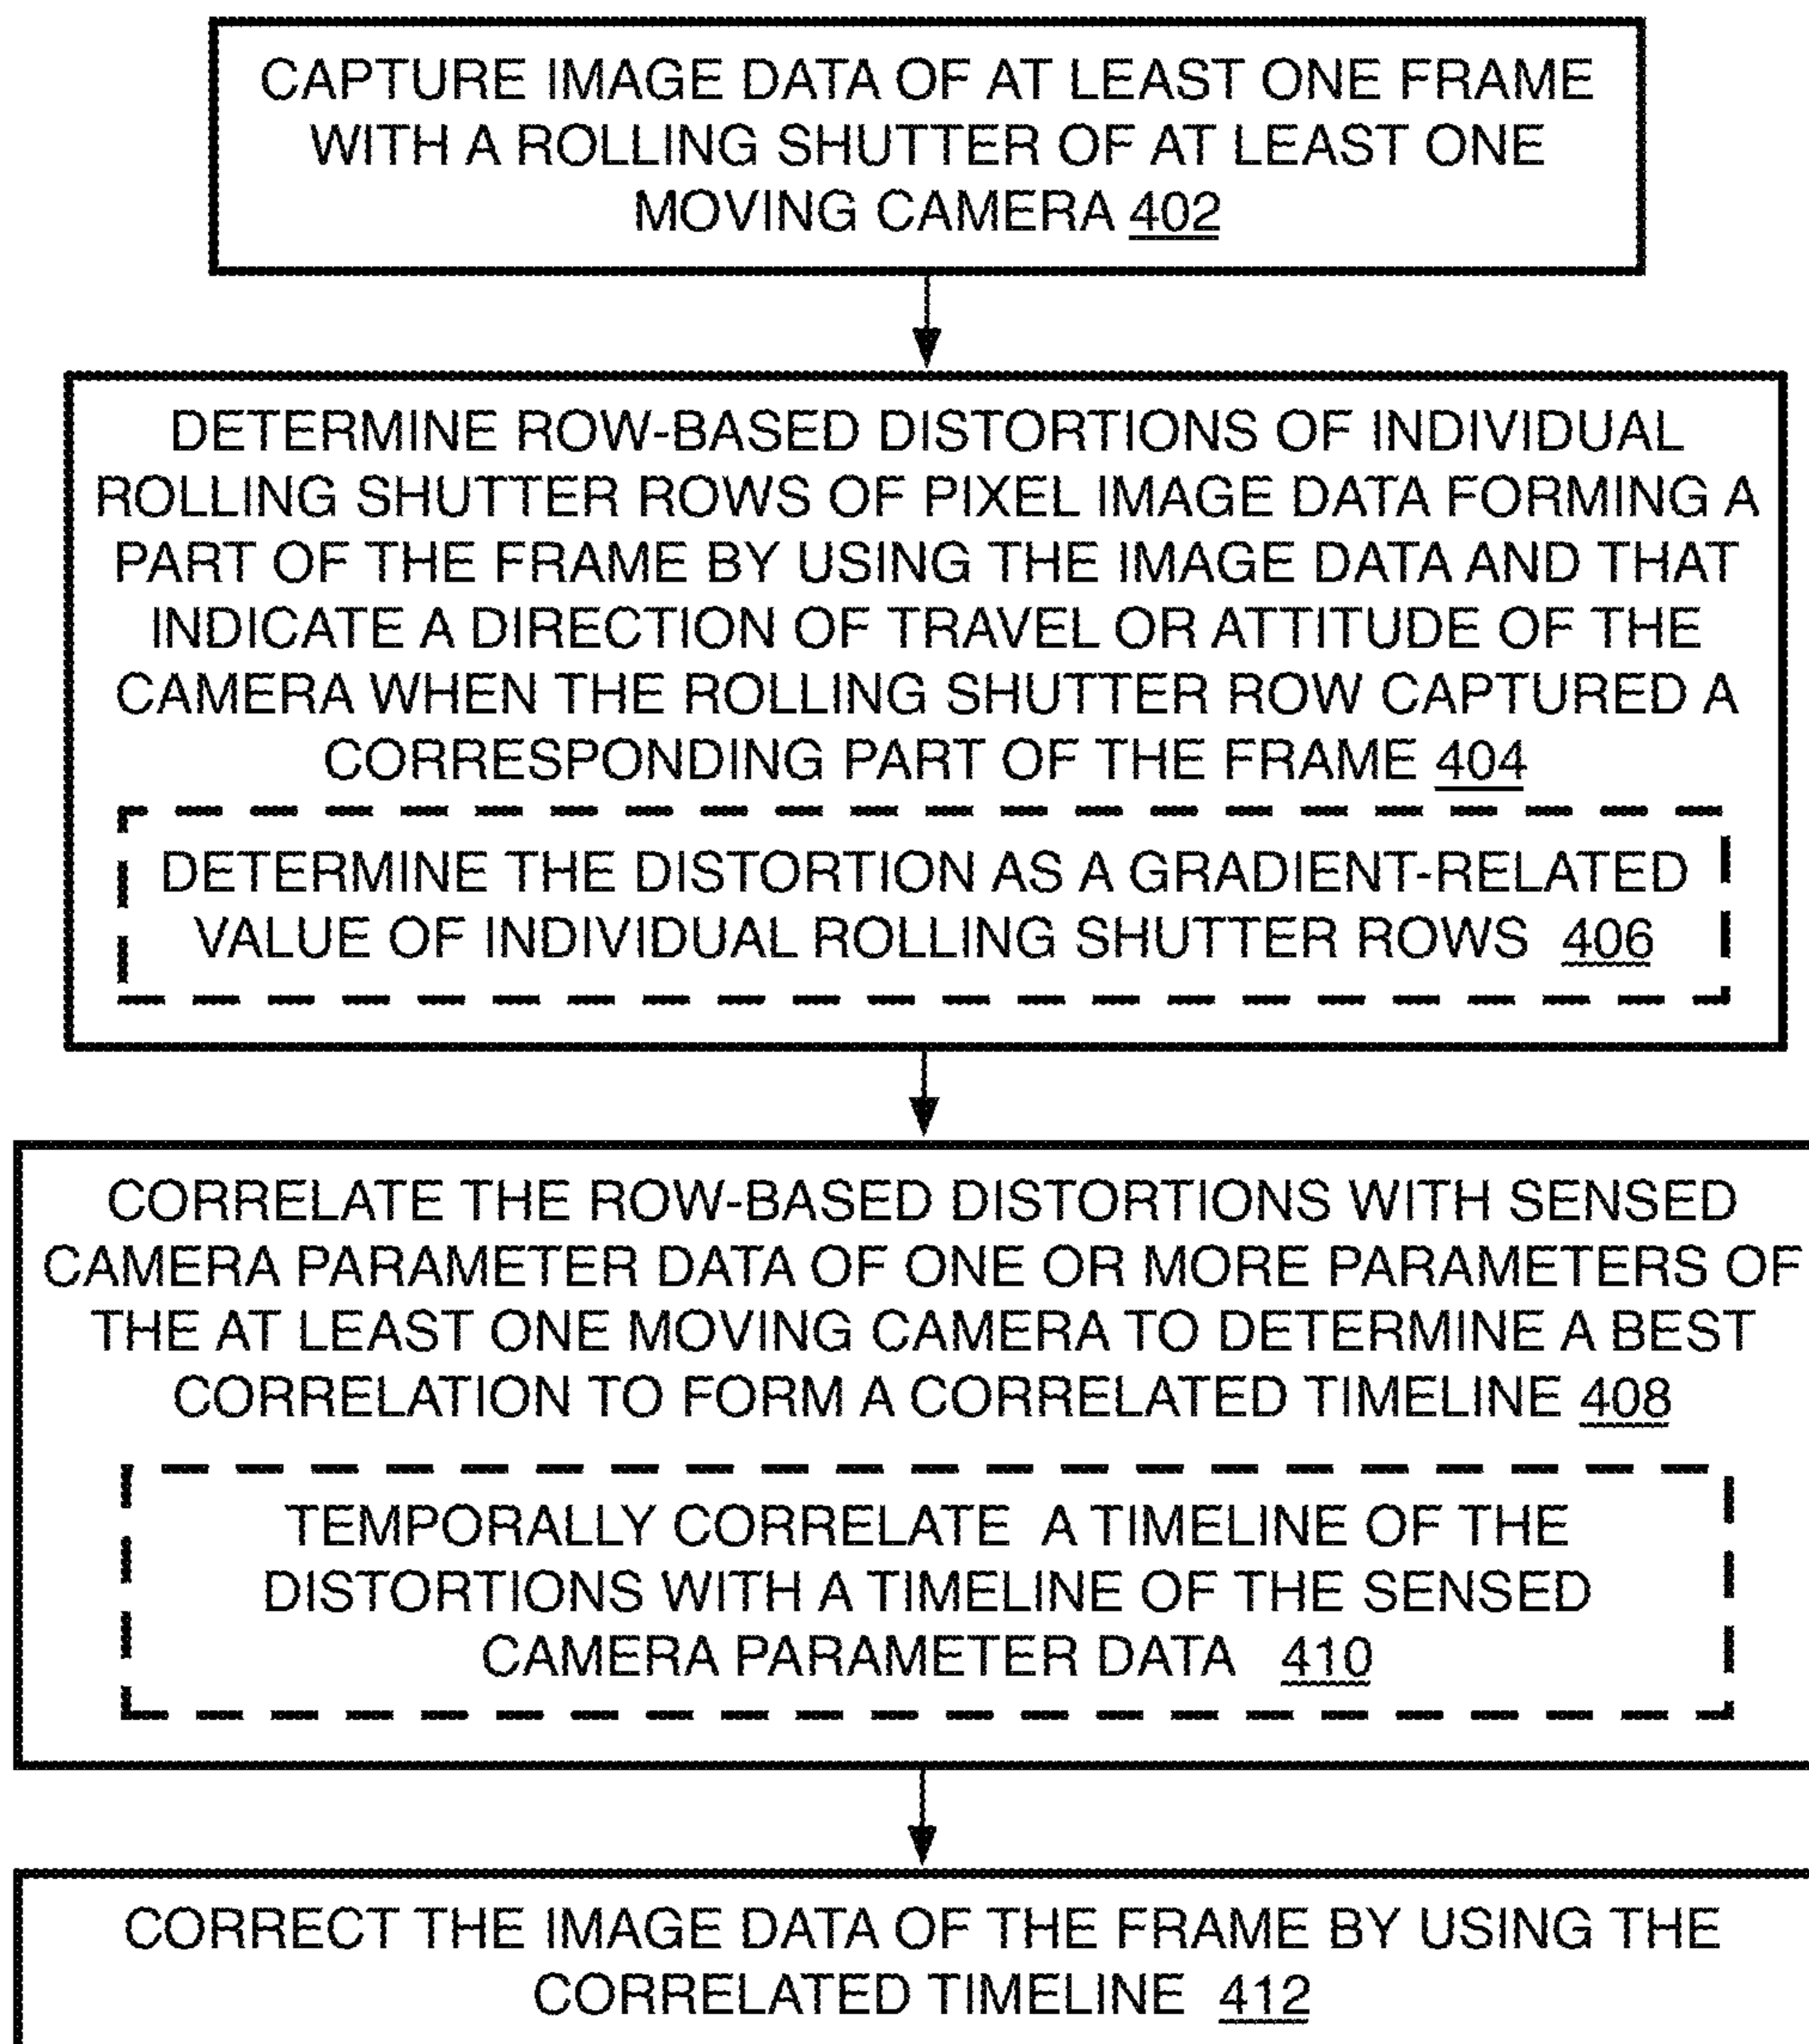 CAPTURE IMAGE DATA OF AT LEAST ONE FRAME
WITH A ROLLING SHUTTER OF AT LEAST ONE
MOVING CAMERA 402
DETERMINE ROW-BASED DISTORTIONS OF INDIVIDUAL
ROLLING SHUTTER ROWS OF PIXEL IMAGE DATA FORMING A
PART OF THE FRAME BY USING THE IMAGE DATA AND THAT
INDICATE A DIRECTION OF TRAVEL OR ATTITUDE OF THE
CAMERA WHEN THE ROLLING SHUTTER ROW CAPTURED A
CORRESPONDING PART OF THE FRAME 404
DETERMINE THE DISTORTION AS A GRADIENT-RELATED
VALUE OF INDIVIDUAL ROLLING SHUTTER ROWS 406
CORRELATE THE ROW-BASED DISTORTIONS WITH SENSED
CAMERA PARAMETER DATA OF ONE OR MORE PARAMETERS OF
THE AT LEAST ONE MOVING CAMERA TO DETERMINE A BEST
CORRELATION TO FORM A CORRELATED TIMELINE 408
TEMPORALLY CORRELATE A TIMELINE OF THE
DISTORTIONS WITH A TIMELINE OF THE SENSED
CAMERA PARAMETER DATA 410
CORRECT THE IMAGE DATA OF THE FRAME BY USING THE
CORRELATED TIMELINE 412